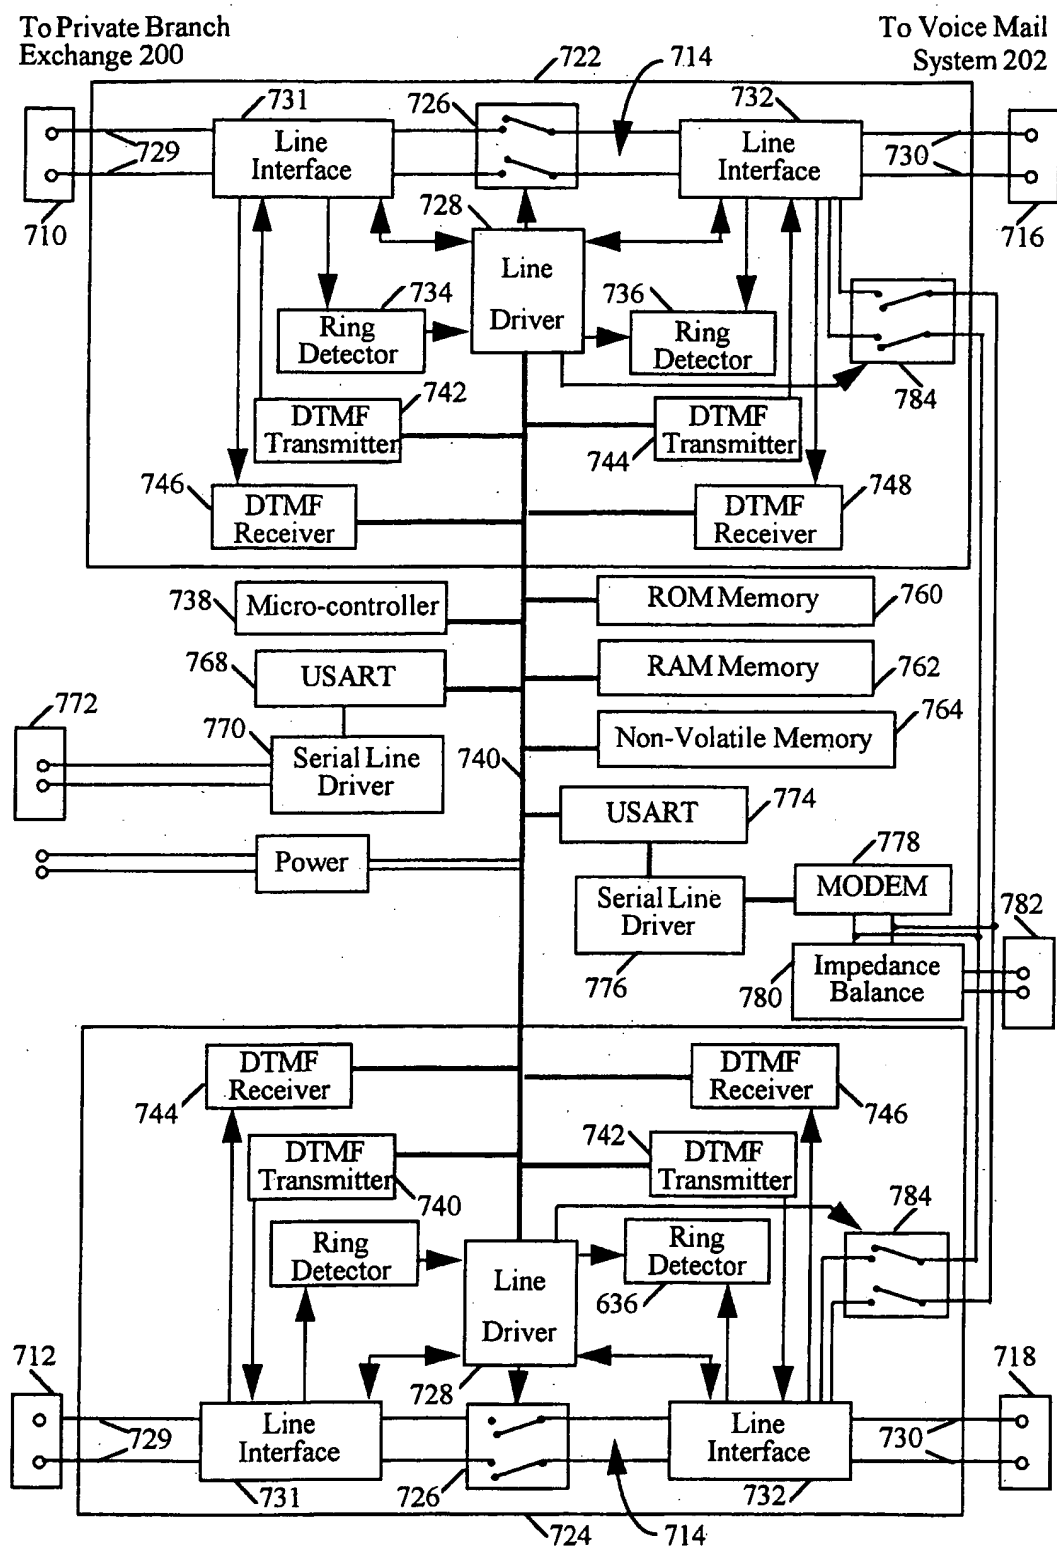 To Private Branch
Exchange 200
To Voice Mail
System 202
722
714
731
726
732
Line
Interface
Line
Interface
729
730
710
716
728
Line
Driver
734
Ring
Detector
736
Ring
Detector
784
742
DTMF
Transmitter
DTMF
Transmitter
744
746
DTMF
Receiver
748
DTMF
Receiver
738
Micro-controller
ROM Memory
760
768
USART
RAM Memory
762
772
770
Serial Line
Driver
740
Non-Volatile Memory
764
USART
774
Power
778
MODEM
Serial Line
Driver
776
782
780
Impedance
Balance
DTMF
Receiver
744
DTMF
Receiver
746
DTMF
Transmitter
740
742
DTMF
Transmitter
784
Ring
Detector
Line
Driver
Ring
Detector
636
712
728
718
729
Line
Interface
Line
Interface
730
731
726
732
724
714